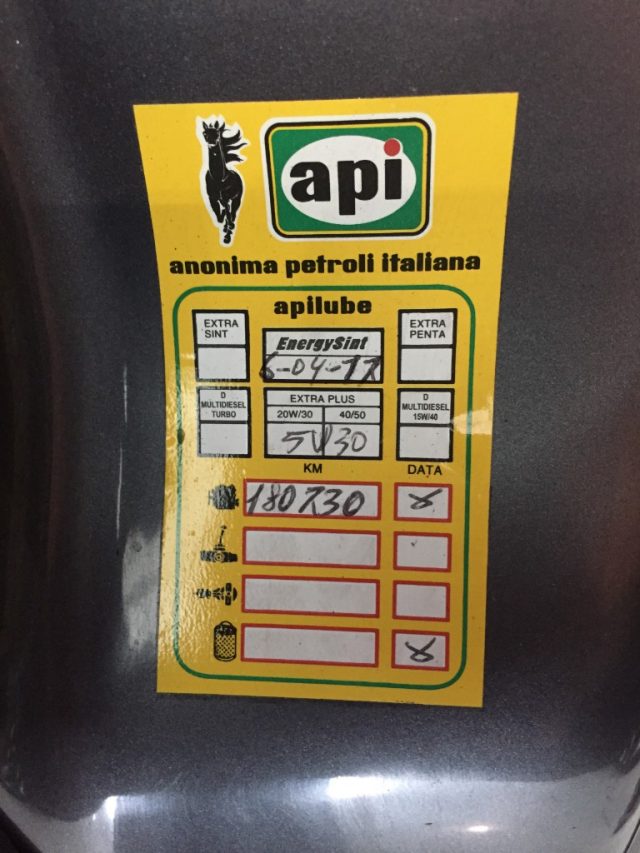 api
anonima petroli italiana
apilube
EXTRA SINT
EnergySint
EXTRA PENTA
6-04-17
D MULTIDIESEL TURBO
EXTRA PLUS
D MULTIDIESEL 15W/40
20W/30 40/50
5W30
KM DATA
180730
x
x